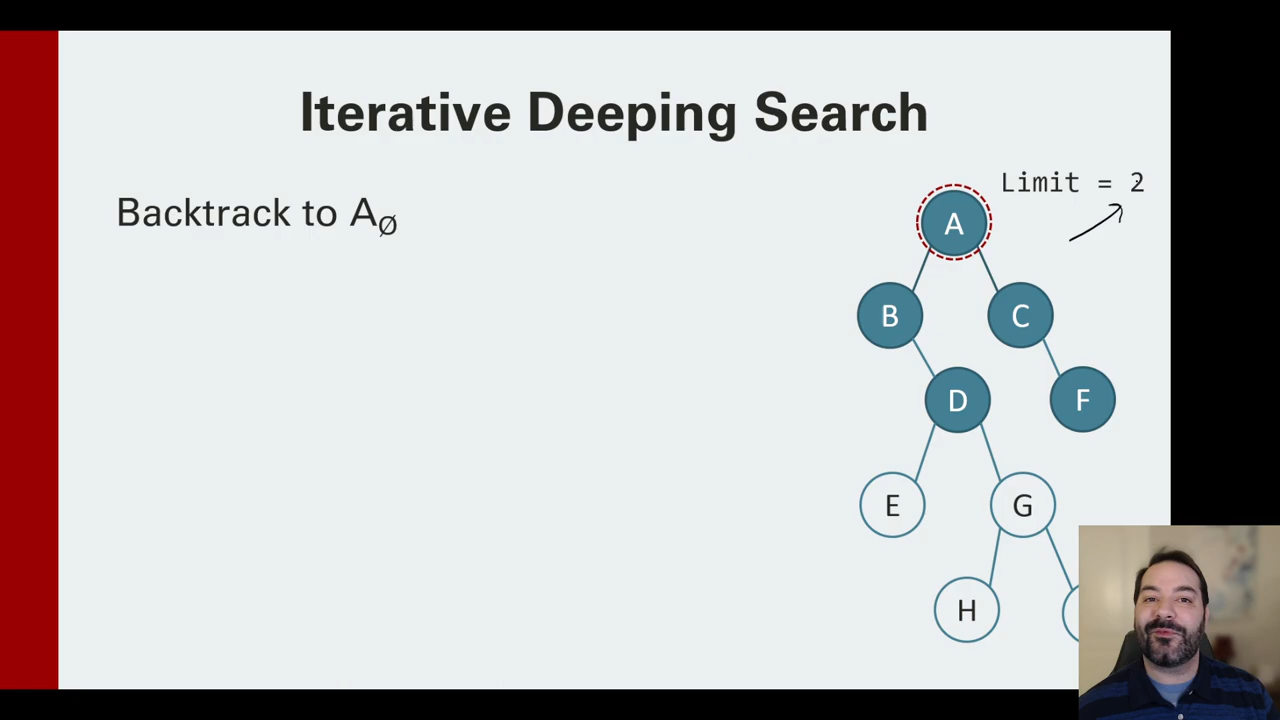 Iterative Deeping Search
Backtrack to A∅
Limit = 2
A
B
C
D
F
E
G
H